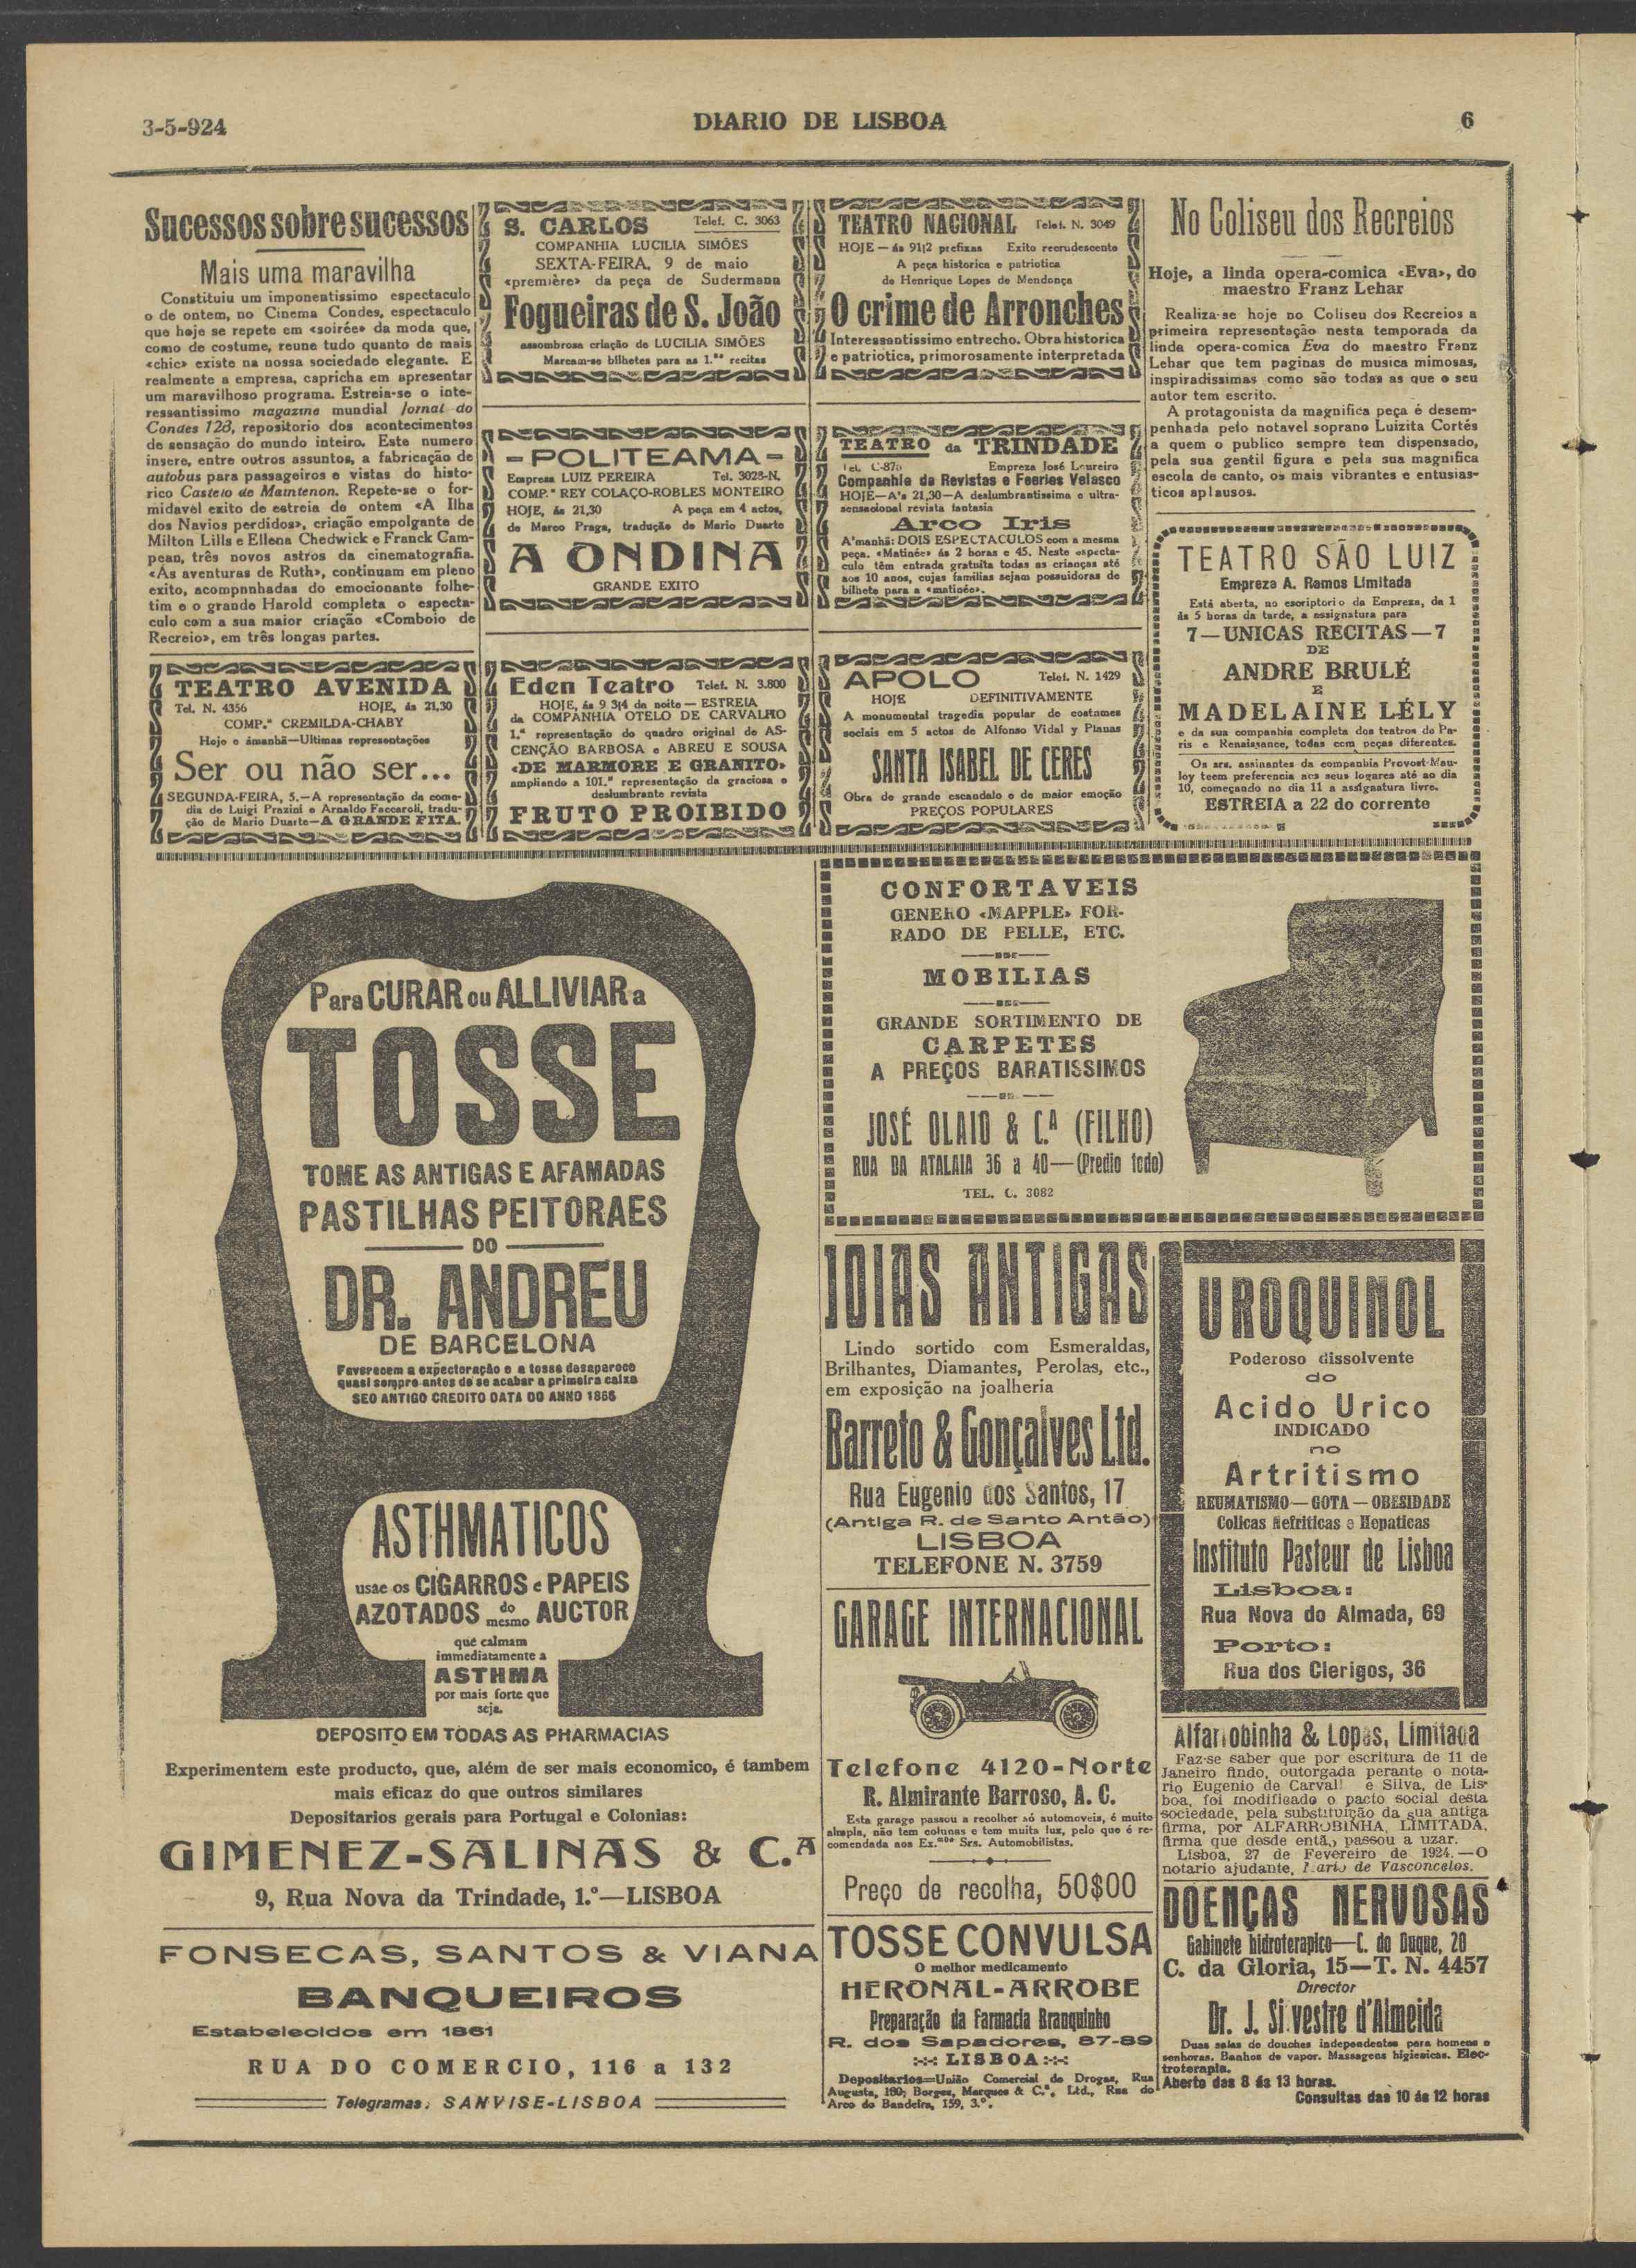 3-5-924
DIARIO DE LISBOA
6
Sucessos sobre sucessos
Mais uma maravilha
Constituiu um imponentissimo espectaculo
o de ontem, no Cinema Condes, espectaculo
que hoje se repete em «soirée» da moda que,
como de costume, reune tudo quanto de mais
«chic» existe na nossa sociedade elegante. E
realmente a empresa, capricha em apresentar
um maravilhoso programa. Estreia-se o inte-
ressantissimo magazine mundial Jornal do
Condes 128, repositorio dos acontecimentos
de sensação do mundo inteiro. Este numero
insere, entre outros assuntos, a fabricação de
autobus para passageiros e vistas do histo-
rico Castelo de Maintenon. Repete-se o for-
midavel exito de estreia de ontem «A Ilha
dos Navios perdidos», criação empolgante de
Milton Lills e Ellena Chedwick e Franck Cam-
pean, três novos astros da cinematografia.
«As aventuras de Ruth», continuam em pleno
exito, acompnnhadas do emocionante folhe-
tim e o grande Harold completa o especta-
culo com a sua maior criação «Comboio de
Recreio», em três longas partes.
S. CARLOS
Telef. C. 3063
COMPANHIA LUCILIA SIMÕES
SEXTA-FEIRA, 9 de maio
«première» da peça de Sudermann
Fogueiras de S. João
assombrosa criação de LUCILIA SIMÕES
Marcam-se bilhetes para as 1.ªs recitas
TEATRO NACIONAL
Telef. N. 3049
HOJE — ás 91|2 prefixas Exito recrudescente
A peça historica e patriotica
de Henrique Lopes de Mendonça
O crime de Arronches
Interessantissimo entrecho. Obra historica
e patriotica, primorosamente interpretada
No Coliseu dos Recreios
Hoje, a linda opera-comica «Eva», do
maestro Franz Lehar
Realiza-se hoje no Coliseu dos Recreios a
primeira representação nesta temporada da
linda opera-comica Eva do maestro Franz
Lehar que tem paginas de musica mimosas,
inspiradissimas como são todas as que o seu
autor tem escrito.
A protagonista da magnifica peça é desem-
penhada pelo notavel soprano Luizita Cortés
a quem o publico sempre tem dispensado,
pela sua gentil figura e pela sua magnifica
escola de canto, os mais vibrantes e entusias-
ticos aplausos.
- POLITEAMA -
Empresa LUIZ PEREIRA Tel. 3028-N.
COMP.ª REY COLAÇO-ROBLES MONTEIRO
HOJE, ás 21,30 A peça em 4 actos,
de Marco Praga, tradução de Mario Duarte
A ONDINA
GRANDE EXITO
TEATRO da TRINDADE
Empreza José Loureiro
Companhia de Revistas e Feeries Velasco
HOJE—A's 21,30—A deslumbrantissima e ultra-
sensacional revista fantasia
Arco Iris
A'manhã: DOIS ESPECTACULOS com a mesma
peça. «Matinée» ás 2 horas e 45. Neste especta-
culo têm entrada gratuita todas as crianças até
aos 10 anos, cujas familias sejam possuidoras de
bilhete para a «matinée».
TEATRO SÃO LUIZ
Empreza A. Ramos Limitada
Está aberta, no escriptorio da Empreza, da 1
ás 5 horas da tarde, a assignatura para
7—UNICAS RECITAS—7
DE
ANDRE BRULÉ
E
MADELAINE LÉLY
e da sua companhia completa dos teatros de Pa-
ris e Renaissance, todas com peças diferentes.
Os srs. assinantes da companhia Provost-Mau-
loy teem preferencia nos seus logares até ao dia
10, começando no dia 11 a assignatura livre.
ESTREIA a 22 do corrente
TEATRO AVENIDA
Tel. N. 4356 HOJE, ás 21,30
COMP.ª CREMILDA-CHABY
Hoje e ámanhã—Ultimas representações
Ser ou não ser...
SEGUNDA-FEIRA, 5.—A representação da come-
dia de Luigi Prazini e Arnaldo Faccaroli, tradu-
ção de Mario Duarte—A GRANDE FITA.
Eden Teatro
Telef. N. 3.800
HOJE, ás 9 3|4 da noite — ESTREIA
da COMPANHIA OTELO DE CARVALHO
1.ª representação do quadro original de AS-
CENÇÃO BARBOSA e ABREU E SOUSA
«DE MARMORE E GRANITO»
ampliando a 101.ª representação da graciosa e
deslumbrante revista
FRUTO PROIBIDO
APOLO
Telef. N. 1429
HOJE DEFINITIVAMENTE
A monumental tragedia popular de costumes
sociais em 5 actos de Alfonso Vidal y Planas
SANTA ISABEL DE CERES
Obra de grande escandalo e de maior emoção
PREÇOS POPULARES
Para CURAR ou ALLIVIAR a
TOSSE
TOME AS ANTIGAS E AFAMADAS
PASTILHAS PEITORAES
DO
DR. ANDREU
DE BARCELONA
Favorecem a expectoração e a tosse desaparece
quasi sempre antes de se acabar a primeira caixa
SEO ANTIGO CREDITO DATA DO ANNO 1866
ASTHMATICOS
usae os CIGARROS e PAPEIS
AZOTADOS do mesmo AUCTOR
que calmam
immediatamente a
ASTHMA
por mais forte que
seja.
DEPOSITO EM TODAS AS PHARMACIAS
Experimentem este producto, que, além de ser mais economico, é tambem
mais eficaz do que outros similares
Depositarios gerais para Portugal e Colonias:
GIMENEZ-SALINAS & C.A
9, Rua Nova da Trindade, 1.º—LISBOA
FONSECAS, SANTOS & VIANA
BANQUEIROS
Estabelecidos em 1861
RUA DO COMERCIO, 116 a 132
Telegramas: SANVISE-LISBOA
CONFORTAVEIS
GENERO «MAPPLE» FOR-
RADO DE PELLE, ETC.
MOBILIAS
GRANDE SORTIMENTO DE
CARPETES
A PREÇOS BARATISSIMOS
JOSÉ OLAIO & C.A (FILHO)
RUA DA ATALAIA 36 a 40—(Predio todo)
TEL. C. 3082
JOIAS ANTIGAS
Lindo sortido com Esmeraldas,
Brilhantes, Diamantes, Perolas, etc.,
em exposição na joalheria
Barreto & Gonçalves Ltd.
Rua Eugenio dos Santos, 17
(Antiga R. de Santo Antão)
LISBOA
TELEFONE N. 3759
GARAGE INTERNACIONAL
Telefone 4120-Norte
R. Almirante Barroso, A. C.
Esta garage passou a recolher só automoveis, é muito
ampla, não tem colunas e tem muita luz, pelo que é re-
comendada aos Ex.mos Srs. Automobilistas.
Preço de recolha, 50$00
TOSSE CONVULSA
O melhor medicamento
HERONAL-ARROBE
Preparação da Farmacia Branquinho
R. dos Sapadores, 87-89
LISBOA
Depositarios=União Comercial de Drogas, Rua
Augusta, 180; Borges, Marques & C.ª, Ltd., Rua do
Arco do Bandeira, 159, 3.º.
UROQUINOL
Poderoso dissolvente
do
Acido Urico
INDICADO
no
Artritismo
REUMATISMO — GOTA — OBESIDADE
Colicas Nefriticas e Hepaticas
Instituto Pasteur de Lisboa
Lisboa:
Rua Nova do Almada, 69
Porto:
Rua dos Clerigos, 36
Alfarrobinha & Lopes, Limitada
Faz-se saber que por escritura de 11 de
Janeiro findo, outorgada perante o nota-
rio Eugenio de Carvall e Silva, de Lis-
boa, foi modificado o pacto social desta
sociedade, pela substituição da sua antiga
firma, por ALFARROBINHA, LIMITADA,
firma que desde então passou a uzar.
Lisboa, 27 de Fevereiro de 1924.—O
notario ajudante, Mario de Vasconcelos.
DOENÇAS NERVOSAS
Gabinete hidroterapico—C. do Duque, 20
C. da Gloria, 15—T. N. 4457
Director
Dr. J. Silvestre d'Almeida
Duas salas de douches independentes para homens e
senhoras. Banhos de vapor. Massagens higienicas. Elec-
troterapia.
Aberto das 8 ás 13 horas.
Consultas das 10 ás 12 horas